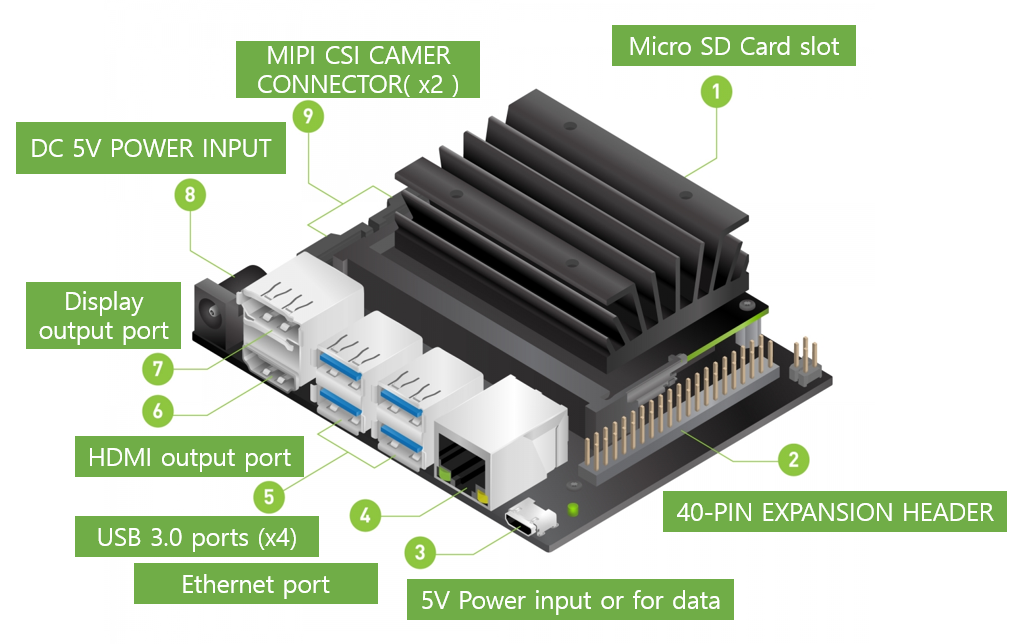 MIPI CSI CAMER
CONNECTOR( x2 )
9
Micro SD Card slot
1
DC 5V POWER INPUT
8
Display
output port
7
6
HDMI output port
5
USB 3.0 ports (x4)
4
Ethernet port
3
5V Power input or for data
2
40-PIN EXPANSION HEADER